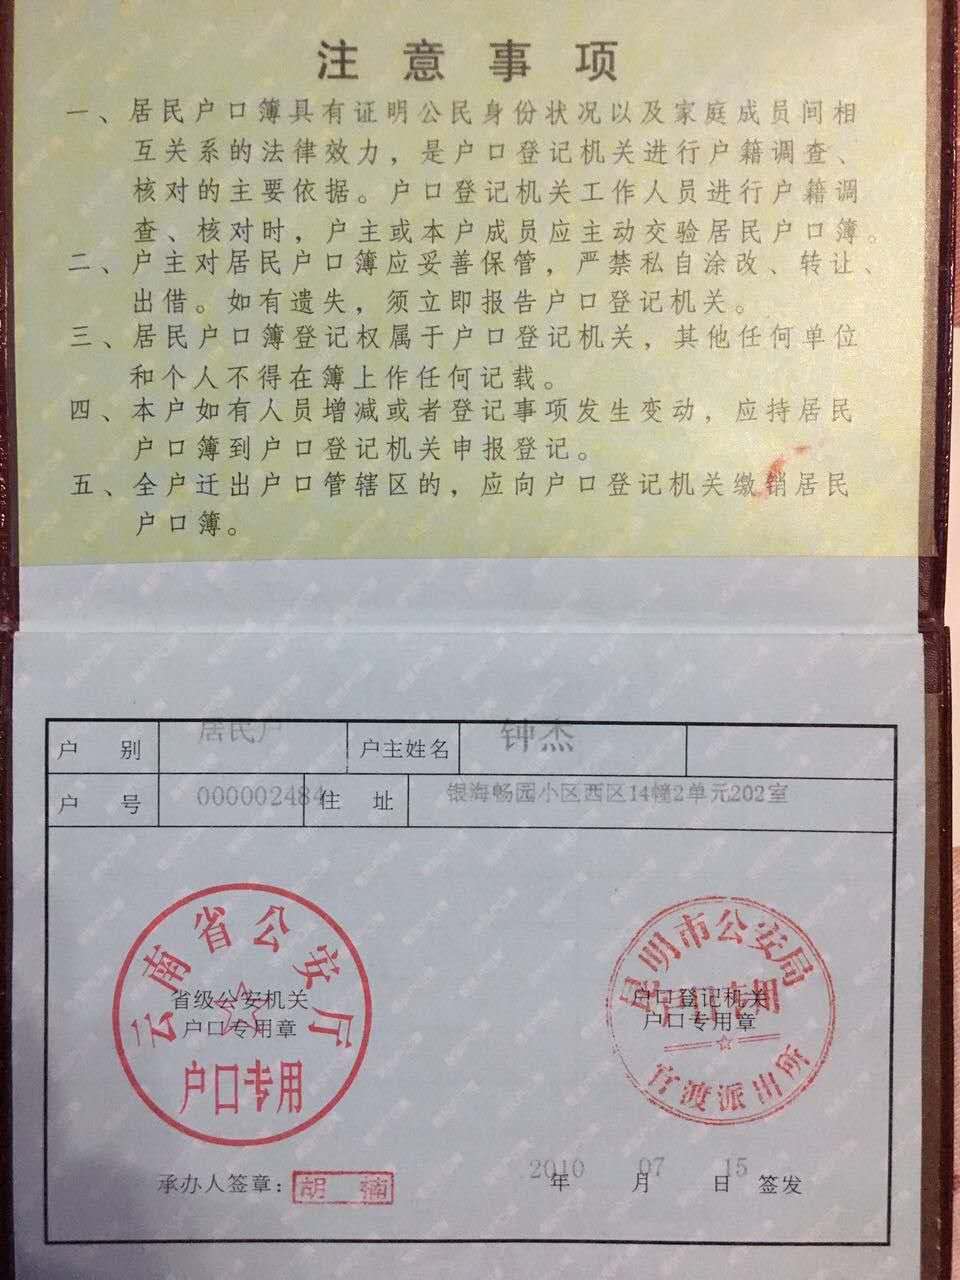 注意事项
一、居民户口簿具有证明公民身份状况以及家庭成员间相
互关系的法律效力，是户口登记机关进行户籍调查、
核对的主要依据。户口登记机关工作人员进行户籍调
查、核对时，户主或本户成员应主动交验居民户口簿。
二、户主对居民户口簿应妥善保管，严禁私自涂改、转让、
出借。如有遗失，须立即报告户口登记机关。
三、居民户口簿登记权属于户口登记机关，其他任何单位
和个人不得在簿上作任何记载。
四、本户如有人员增减或者登记事项发生变动，应持居民
户口簿到户口登记机关申报登记。
五、全户迁出户口管辖区的，应向户口登记机关缴销居民
户口簿。
户别 居民户 户主姓名 钟杰
户号 000002484 住址 银海畅园小区西区14幢2单元202室
云南省公安厅
省级公安机关
户口专用章
户口专用
昆明市公安局
户口专用
户口登记机关
户口专用章
官渡派出所
承办人签章：胡楠
2010年07月15日签发